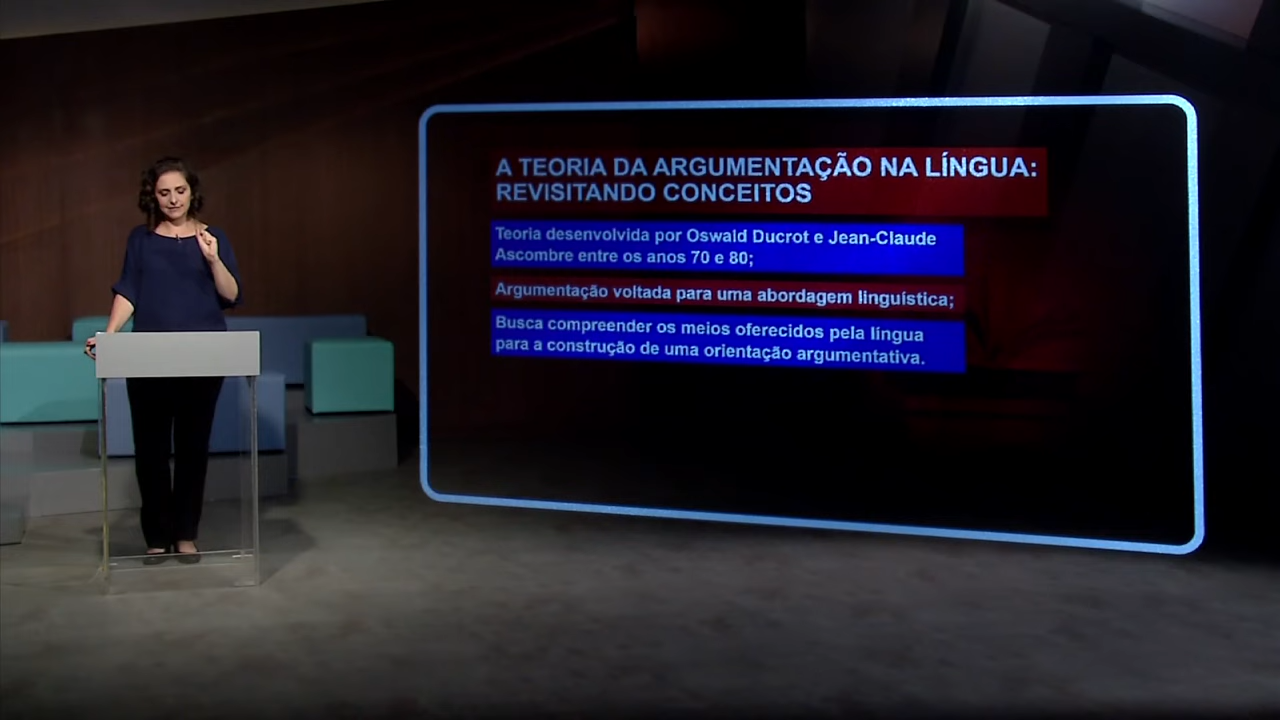 A TEORIA DA ARGUMENTAÇÃO NA LÍNGUA:
REVISITANDO CONCEITOS
Teoria desenvolvida por Oswald Ducrot e Jean-Claude
Ascombre entre os anos 70 e 80;
Argumentação voltada para uma abordagem linguística;
Busca compreender os meios oferecidos pela língua
para a construção de uma orientação argumentativa.